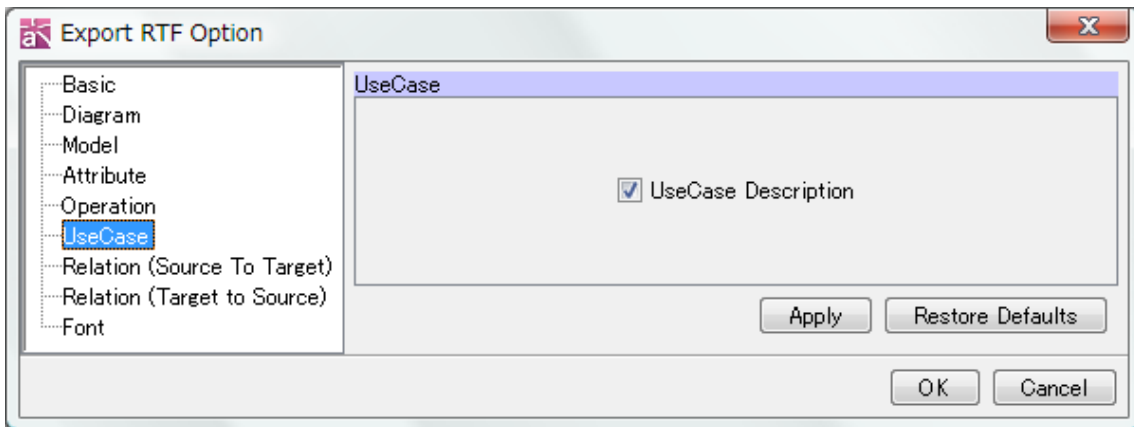 Export RTF Option
Basic
Diagram
Model
Attribute
Operation
UseCase
Relation (Source To Target)
Relation (Target to Source)
Font
UseCase
UseCase Description
Apply
Restore Defaults
OK
Cancel